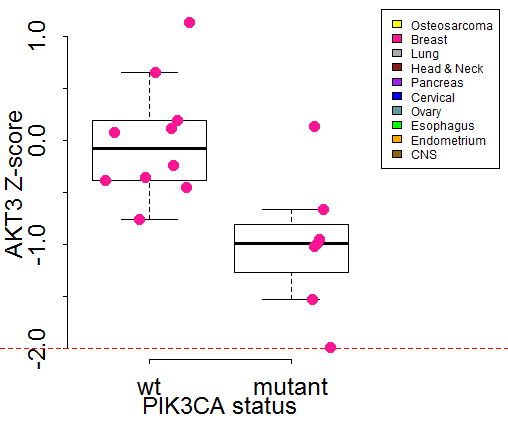 1.0
0.0
-1.0
-2.0
AKT3 Z-score
wt mutant
PIK3CA status
Osteosarcoma
Breast
Lung
Head & Neck
Pancreas
Cervical
Ovary
Esophagus
Endometrium
CNS